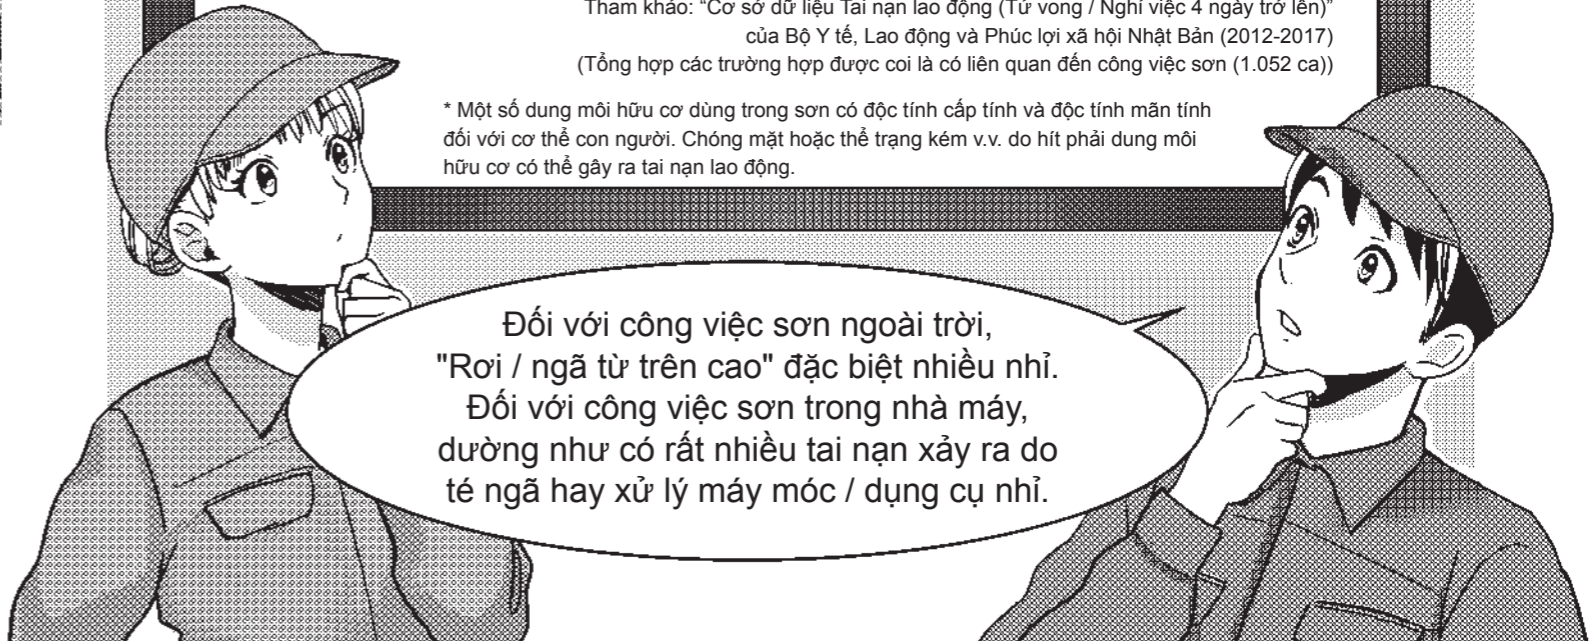 Tham khảo: “Cơ sở dữ liệu Tai nạn lao động (Tử vong / Nghỉ việc 4 ngày trở lên)”
của Bộ Y tế, Lao động và Phúc lợi xã hội Nhật Bản (2012-2017)
(Tổng hợp các trường hợp được coi là có liên quan đến công việc sơn (1.052 ca))
* Một số dung môi hữu cơ dùng trong sơn có độc tính cấp tính và độc tính mãn tính
đối với cơ thể con người. Chóng mặt hoặc thể trạng kém v.v. do hít phải dung môi
hữu cơ có thể gây ra tai nạn lao động.
Đối với công việc sơn ngoài trời,
"Rơi / ngã từ trên cao" đặc biệt nhiều nhỉ.
Đối với công việc sơn trong nhà máy,
dường như có rất nhiều tai nạn xảy ra do
té ngã hay xử lý máy móc / dụng cụ nhỉ.